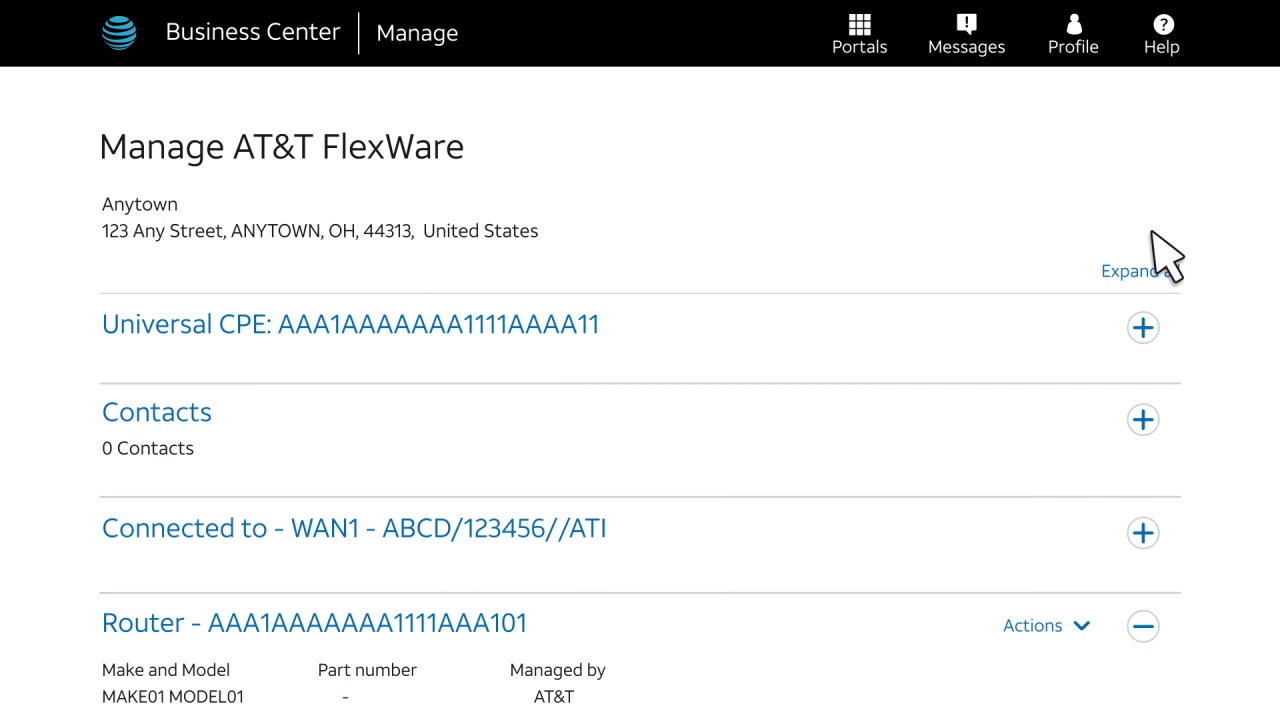 Business Center
Manage
Portals
Messages
Profile
Help
Manage AT&T FlexWare
Anytown
123 Any Street, ANYTOWN, OH, 44313, United States
Expand
Universal CPE: AAA1AAAAAAA1111AAAA11
Contacts
0 Contacts
Connected to - WAN1 - ABCD/123456//ATI
Router - AAA1AAAAAAA1111AAA101
Actions
Make and Model Part number Managed by
MAKE01 MODEL01 - AT&T